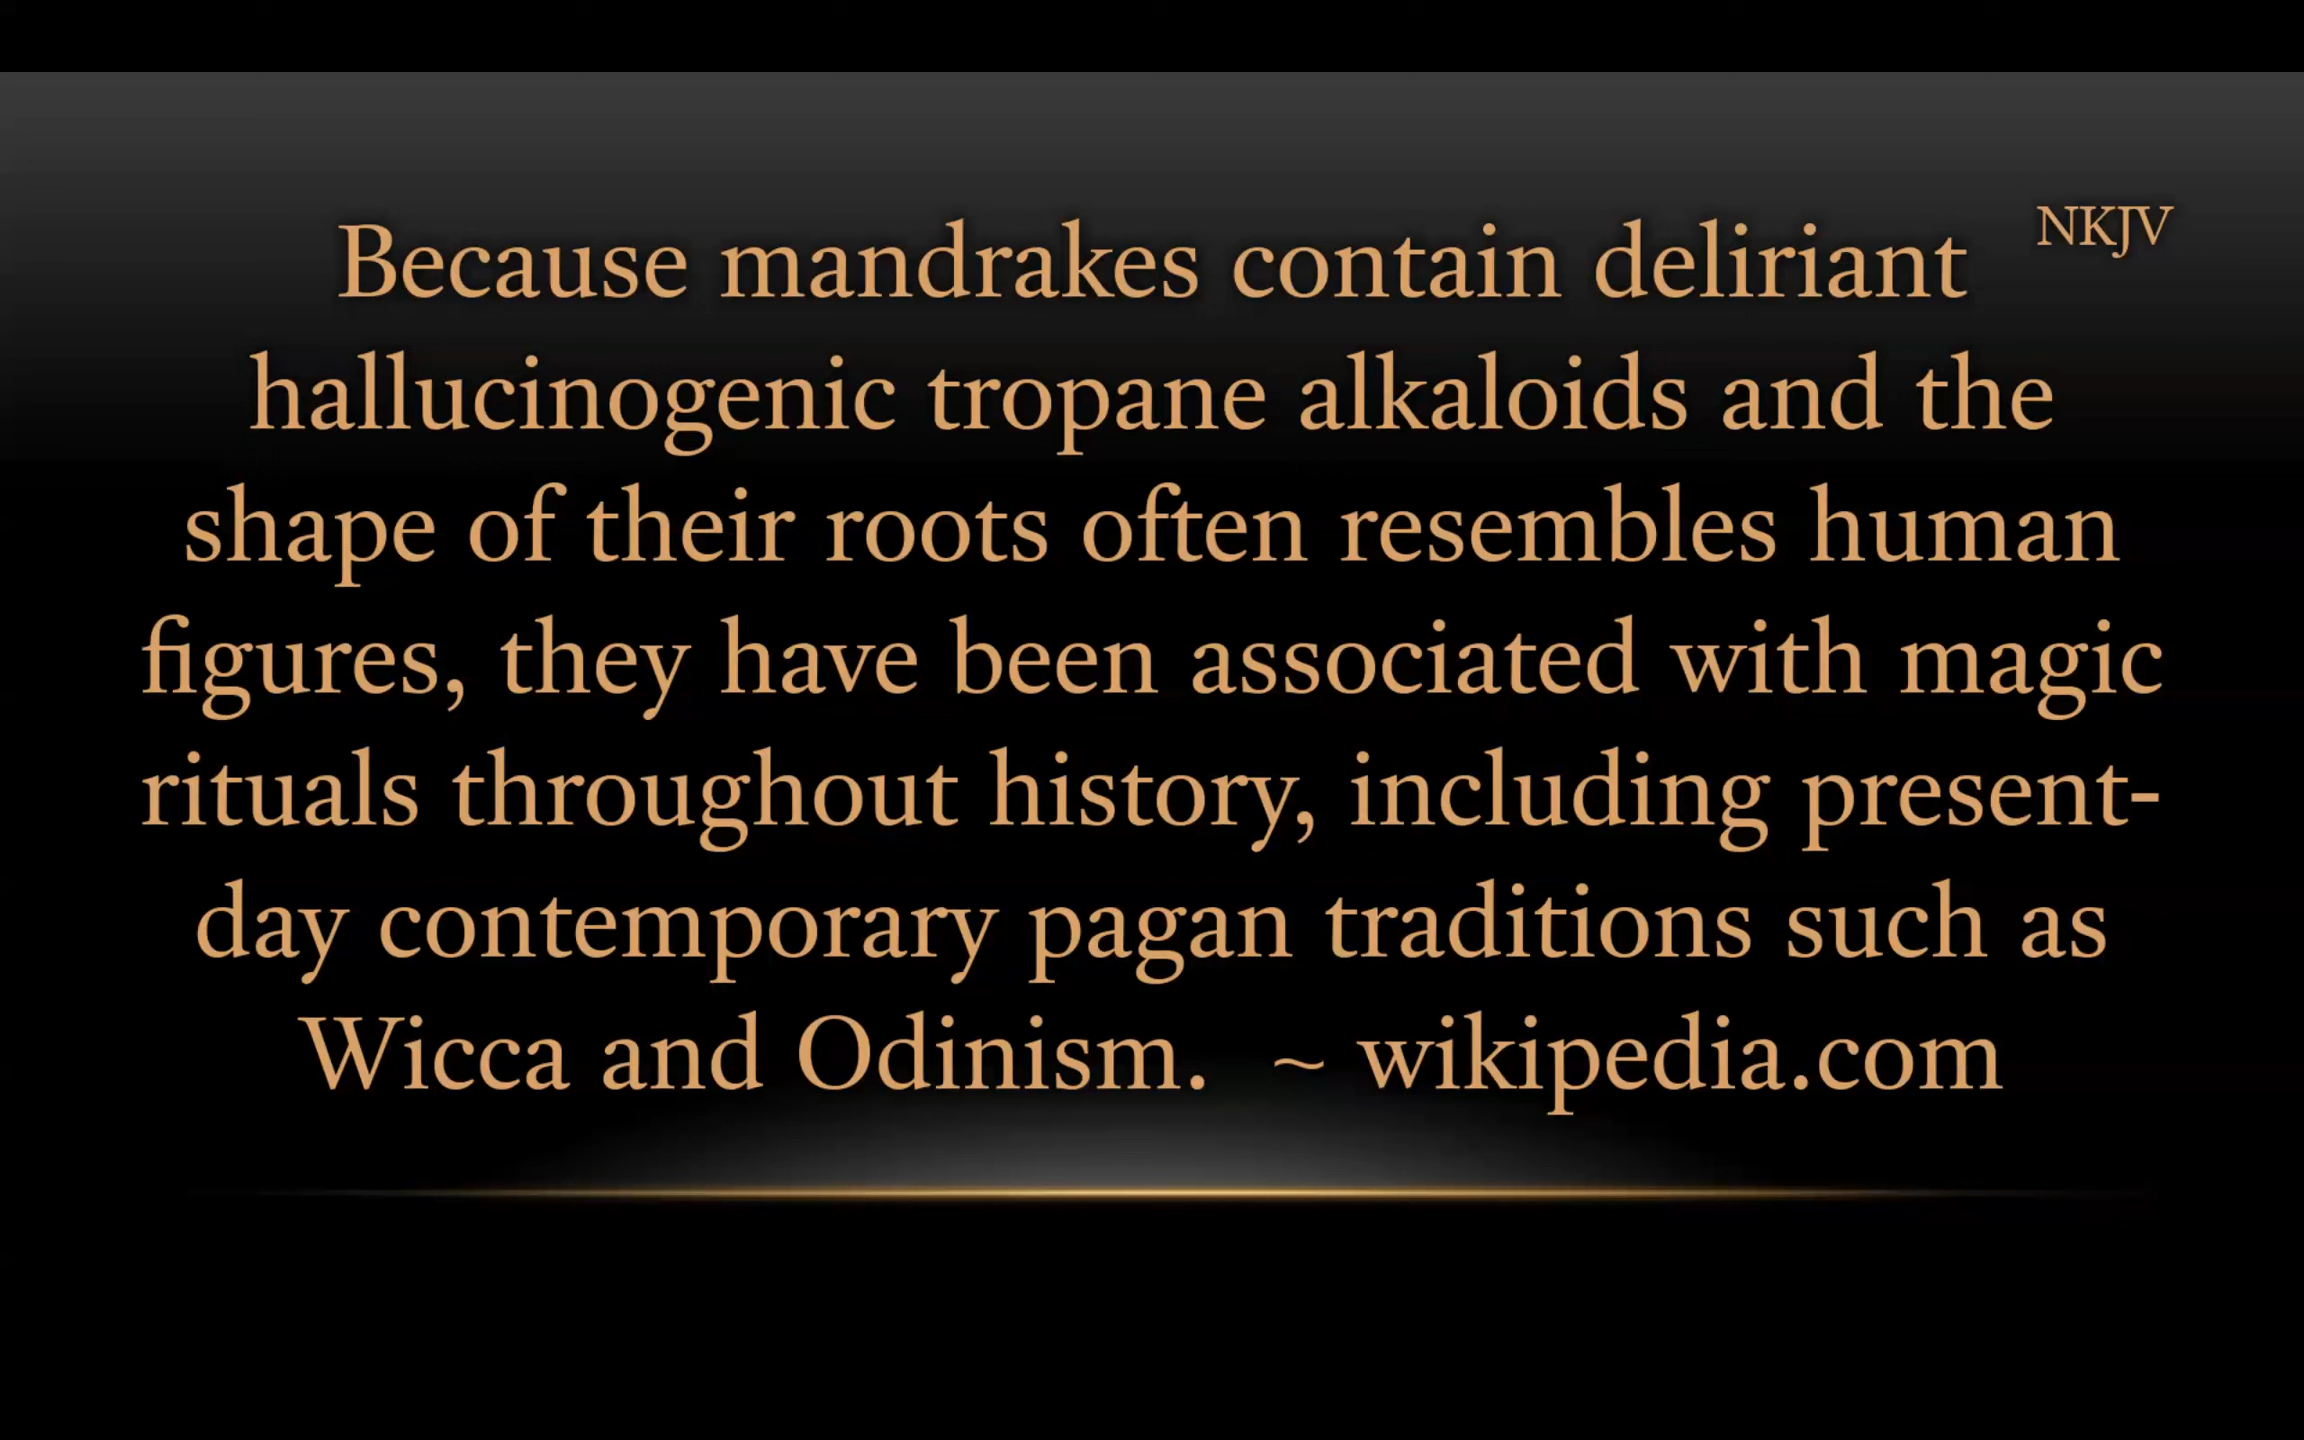 NKJV
Because mandrakes contain deliriant
hallucinogenic tropane alkaloids and the
shape of their roots often resembles human
figures, they have been associated with magic
rituals throughout history, including present-
day contemporary pagan traditions such as
Wicca and Odinism. ~ wikipedia.com